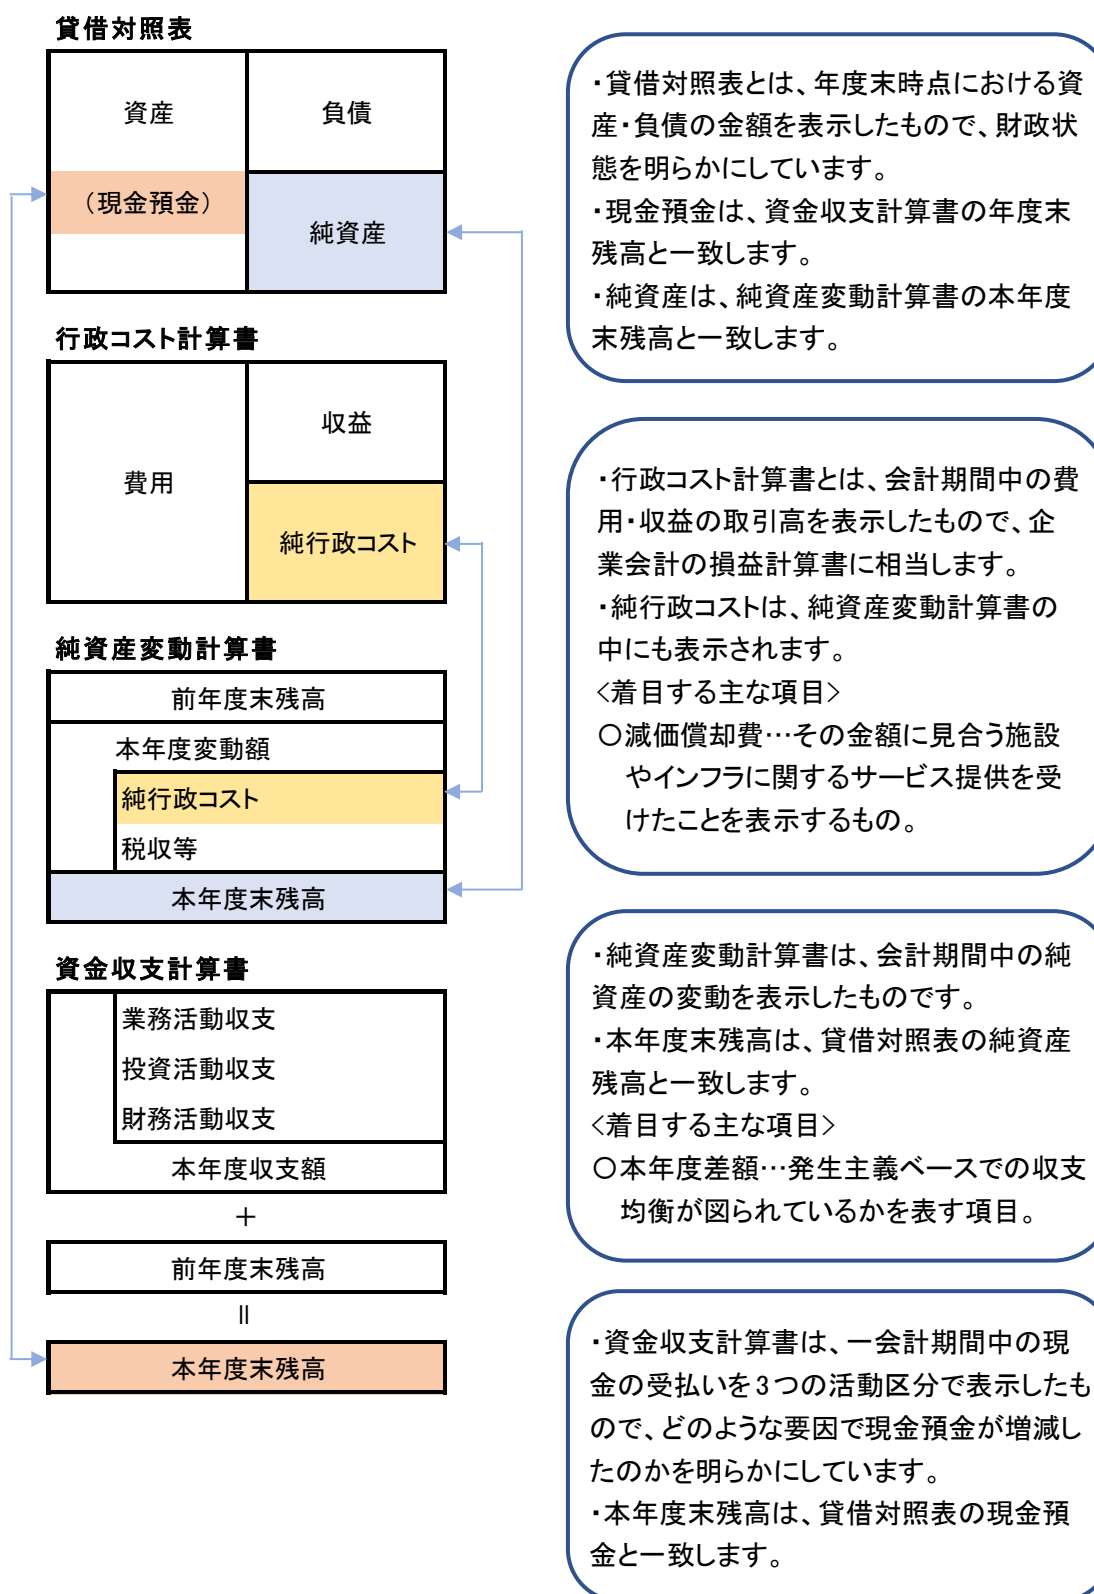 貸借対照表
資産
負債
（現金預金）
純資産
行政コスト計算書
費用
収益
純行政コスト
純資産変動計算書
前年度末残高
本年度変動額
純行政コスト
税収等
本年度末残高
資金収支計算書
業務活動収支
投資活動収支
財務活動収支
本年度収支額
＋
前年度末残高
＝
本年度末残高
・貸借対照表とは、年度末時点における資
産・負債の金額を表示したもので、財政状
態を明らかにしています。
・現金預金は、資金収支計算書の年度末
残高と一致します。
・純資産は、純資産変動計算書の本年度
末残高と一致します。
・行政コスト計算書とは、会計期間中の費
用・収益の取引高を表示したもので、企
業会計の損益計算書に相当します。
・純行政コストは、純資産変動計算書の
中にも表示されます。
＜着目する主な項目＞
○減価償却費…その金額に見合う施設
やインフラに関するサービス提供を受
けたことを表示するもの。
・純資産変動計算書は、会計期間中の純
資産の変動を表示したものです。
・本年度末残高は、貸借対照表の純資産
残高と一致します。
＜着目する主な項目＞
○本年度差額…発生主義ベースでの収支
均衡が図られているかを表す項目。
・資金収支計算書は、一会計期間中の現
金の受払いを3つの活動区分で表示したも
ので、どのような要因で現金預金が増減し
たのかを明らかにしています。
・本年度末残高は、貸借対照表の現金預
金と一致します。